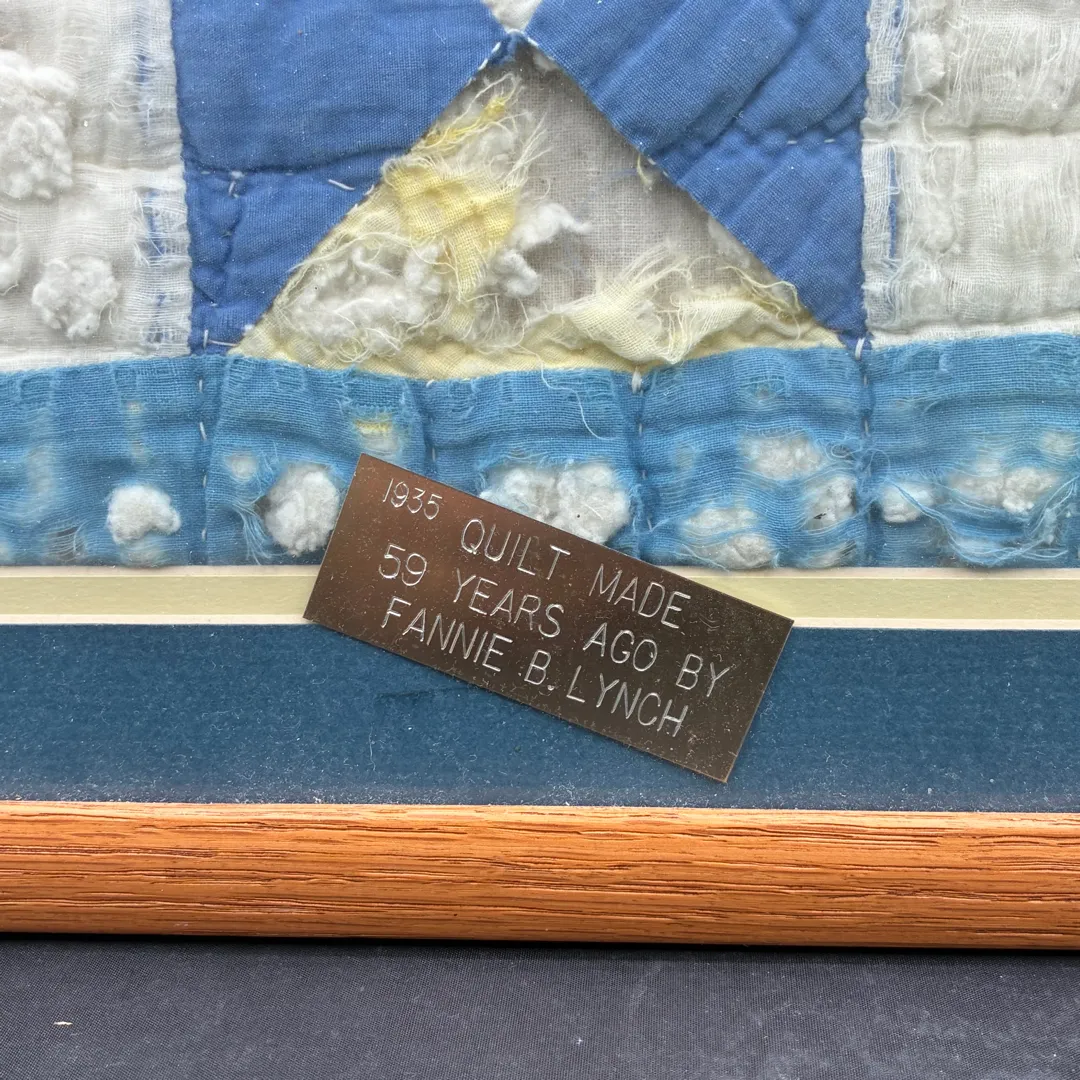 1935 QUILT MADE
59 YEARS AGO BY
FANNIE B. LYNCH